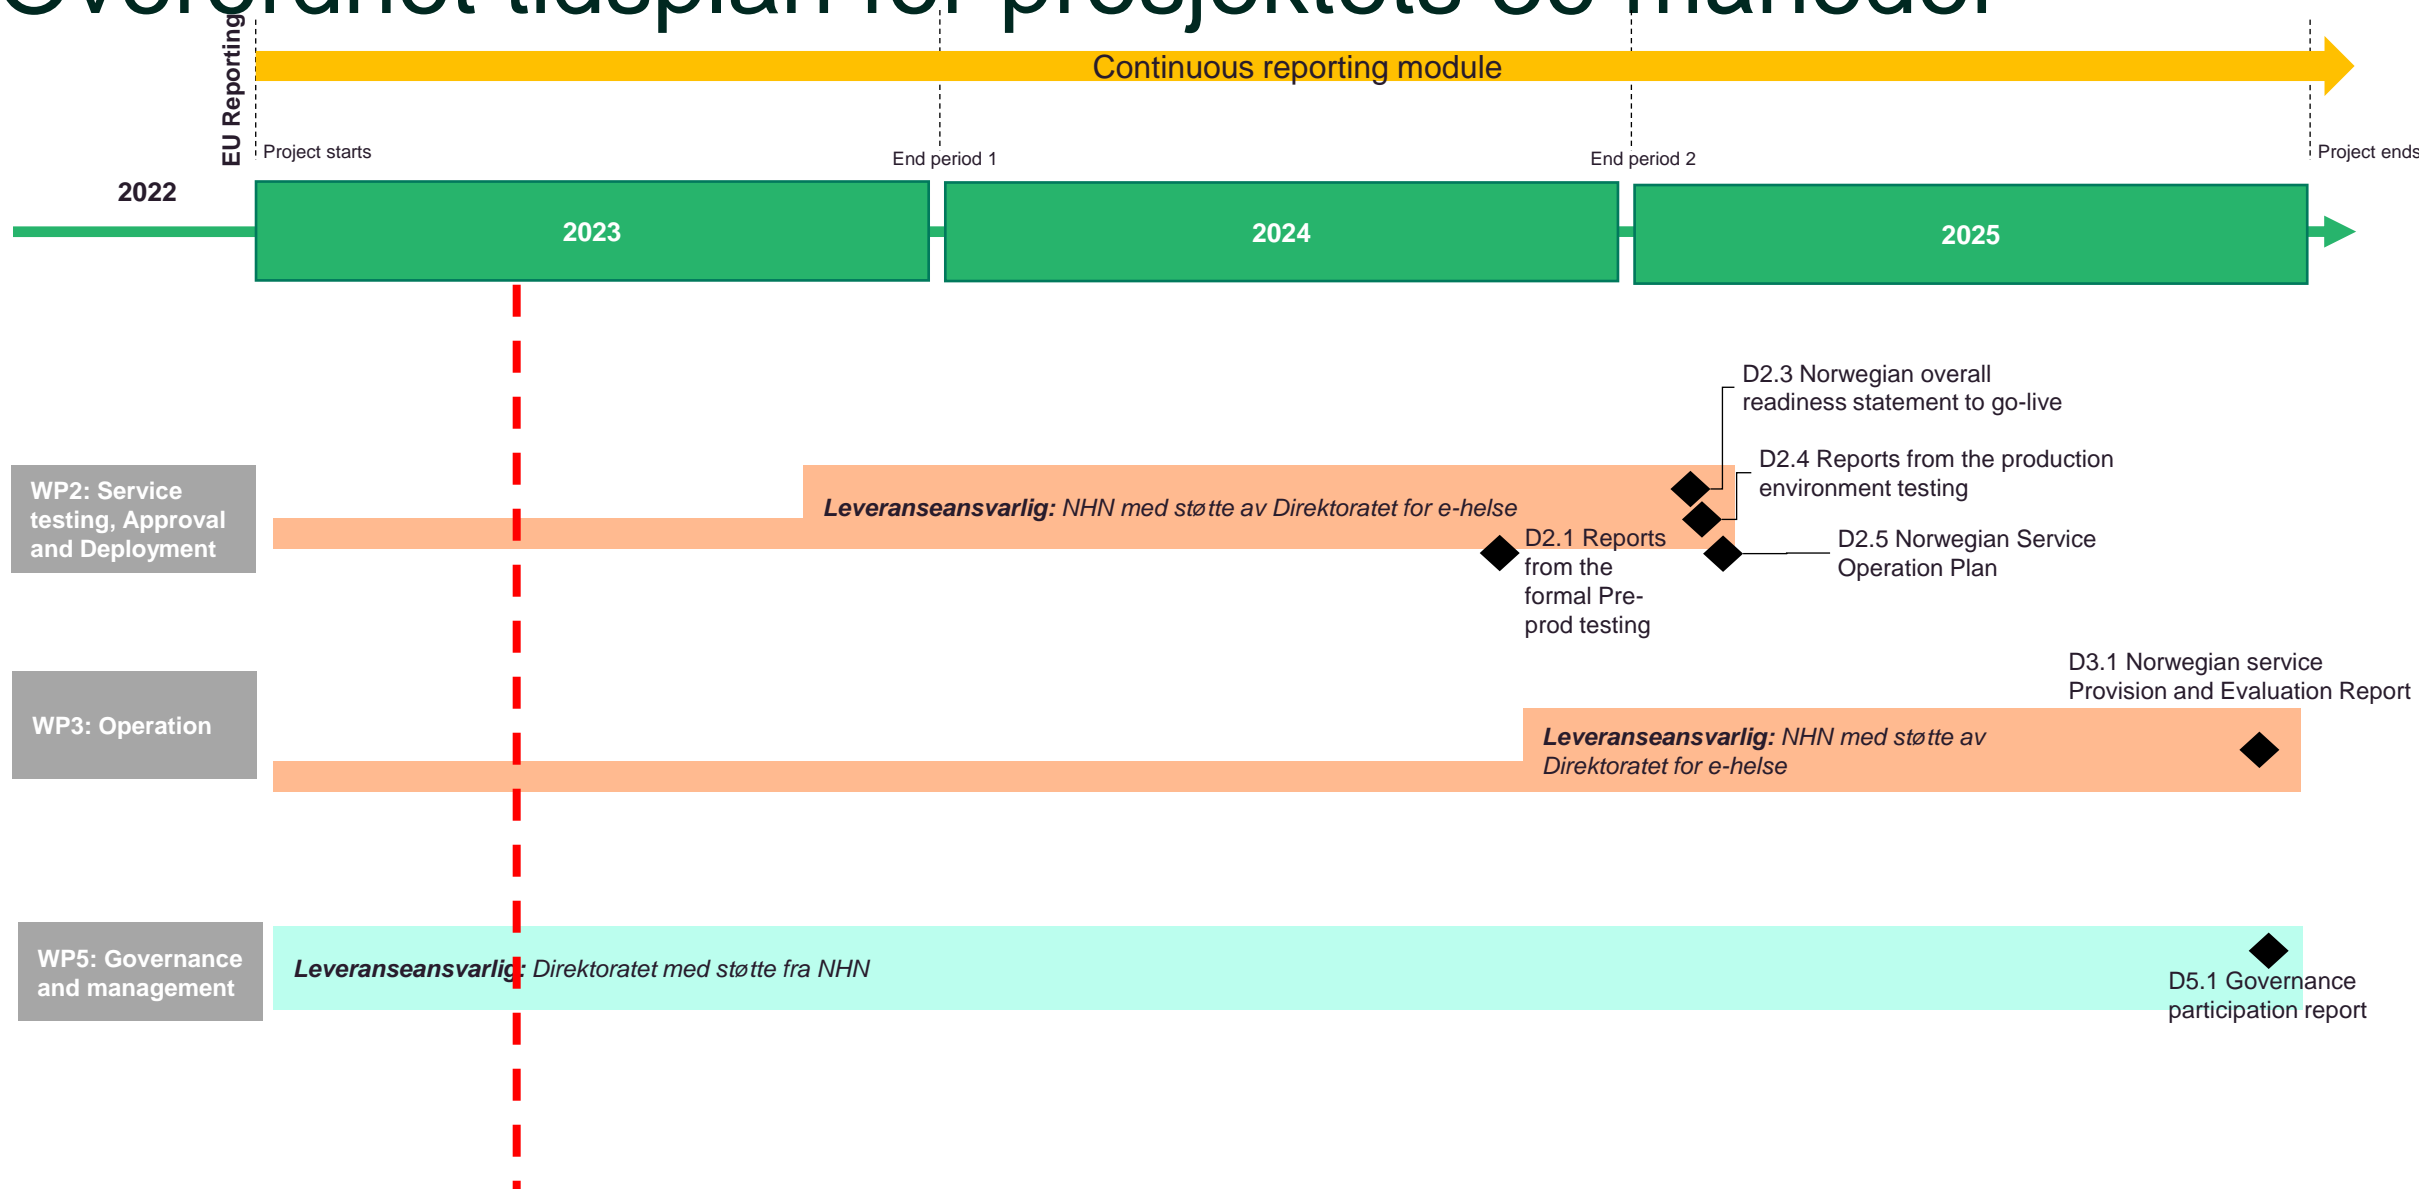 Overordnet tidsplan for prosjektets måneder
EU Reporting
Continuous reporting module
Project starts
End period 1
End period 2
Project ends
2022
2023
2024
2025
D2.3 Norwegian overall
readiness statement to go-live
D2.4 Reports from the production
environment testing
WP2: Service
testing, Approval
and Deployment
Leveranseansvarlig: NHN med støtte av Direktoratet for e-helse
D2.1 Reports
from the
formal Pre-
prod testing
D2.5 Norwegian Service
Operation Plan
D3.1 Norwegian service
Provision and Evaluation Report
WP3: Operation
Leveranseansvarlig: NHN med støtte av
Direktoratet for e-helse
WP5: Governance
and management
Leveranseansvarlig: Direktoratet med støtte fra NHN
D5.1 Governance
participation report